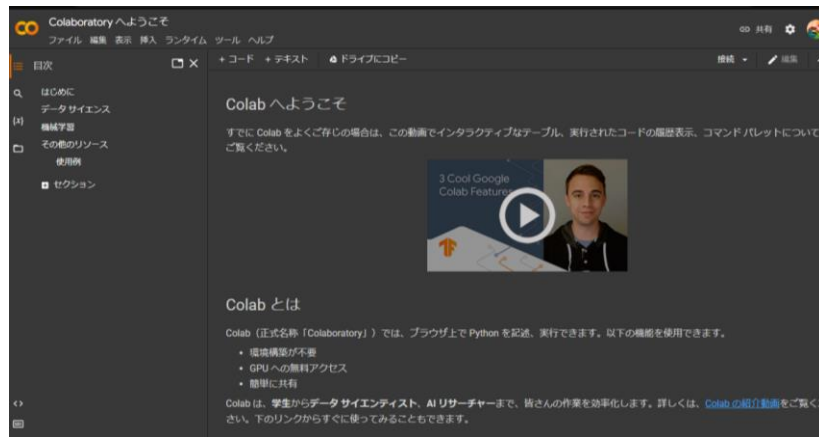 Colaboratory へようこそ
ファイル 編集 表示 挿入 ランタイム ツール ヘルプ
共有
目次
+ コード + テキスト ドライブにコピー
接続 編集
はじめに
データ サイエンス
機械学習
その他のリソース
使用例
セクション
{x}
<>
Colab へようこそ
すでに Colab をよくご存じの場合は、この動画でインタラクティブなテーブル、実行されたコードの履歴表示、コマンド パレットについて
ご覧ください。
3 Cool Google
Colab Features
Colab とは
Colab（正式名称「Colaboratory」）では、ブラウザ上で Python を記述、実行できます。以下の機能を使用できます。
• 環境構築が不要
• GPU への無料アクセス
• 簡単に共有
Colab は、学生からデータ サイエンティスト、AI リサーチャーまで、皆さんの作業を効率化します。詳しくは、Colab の紹介動画をご覧く
さい。下のリンクからすぐに使ってみることもできます。